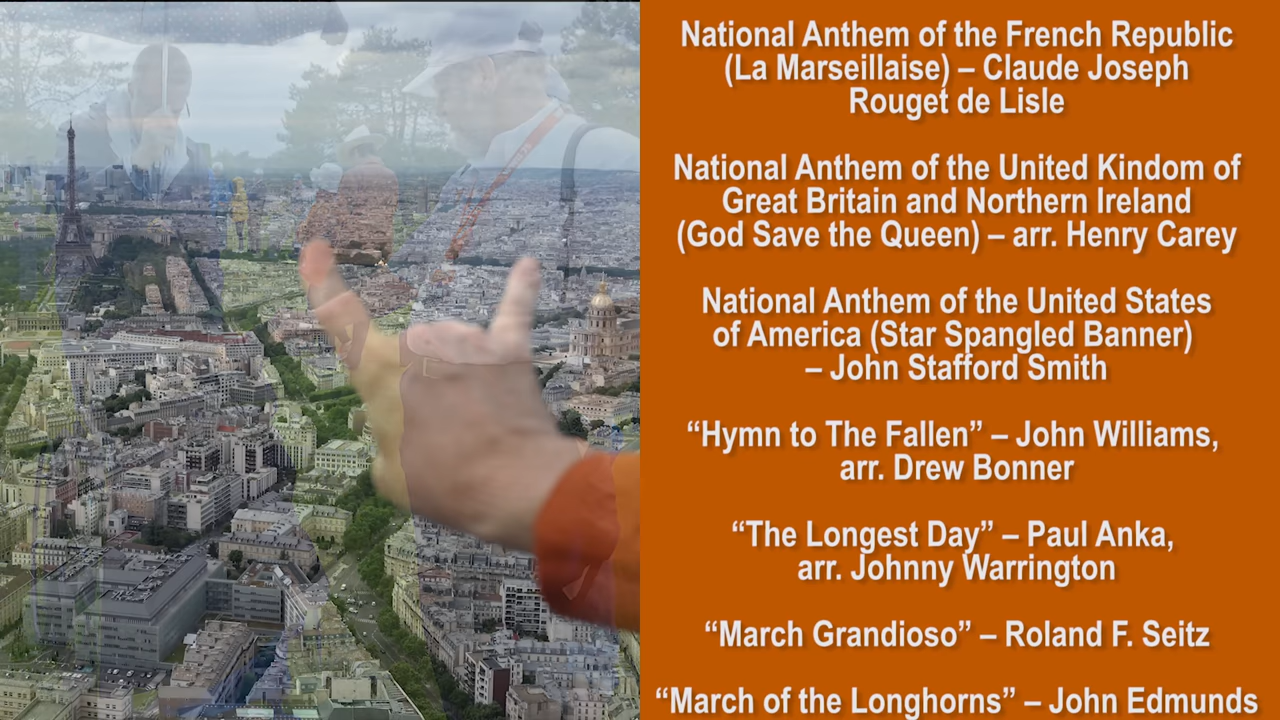 National Anthem of the French Republic
(La Marseillaise) – Claude Joseph
Rouget de Lisle
National Anthem of the United Kindom of
Great Britain and Northern Ireland
(God Save the Queen) – arr. Henry Carey
National Anthem of the United States
of America (Star Spangled Banner)
– John Stafford Smith
“Hymn to The Fallen” – John Williams,
arr. Drew Bonner
“The Longest Day” – Paul Anka,
arr. Johnny Warrington
“March Grandioso” – Roland F. Seitz
“March of the Longhorns” – John Edmunds